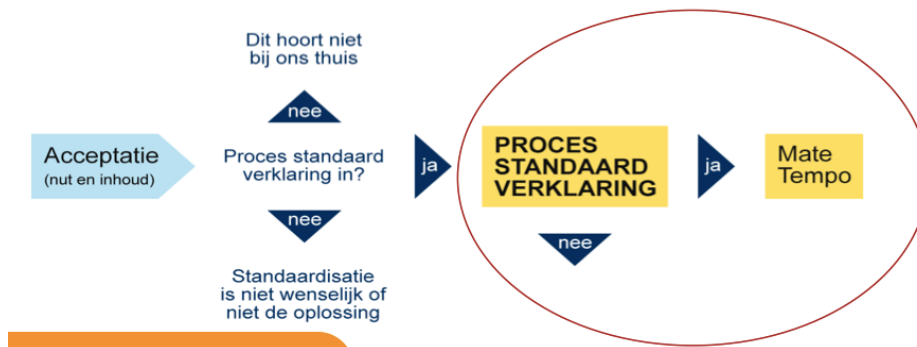 Dit hoort niet
bij ons thuis
nee
Acceptatie
(nut en inhoud)
Proces standaard
verklaring in?
ja
PROCES
STANDAARD
VERKLARING
ja
Mate
Tempo
nee
nee
Standaardisatie
is niet wenselijk of
niet de oplossing